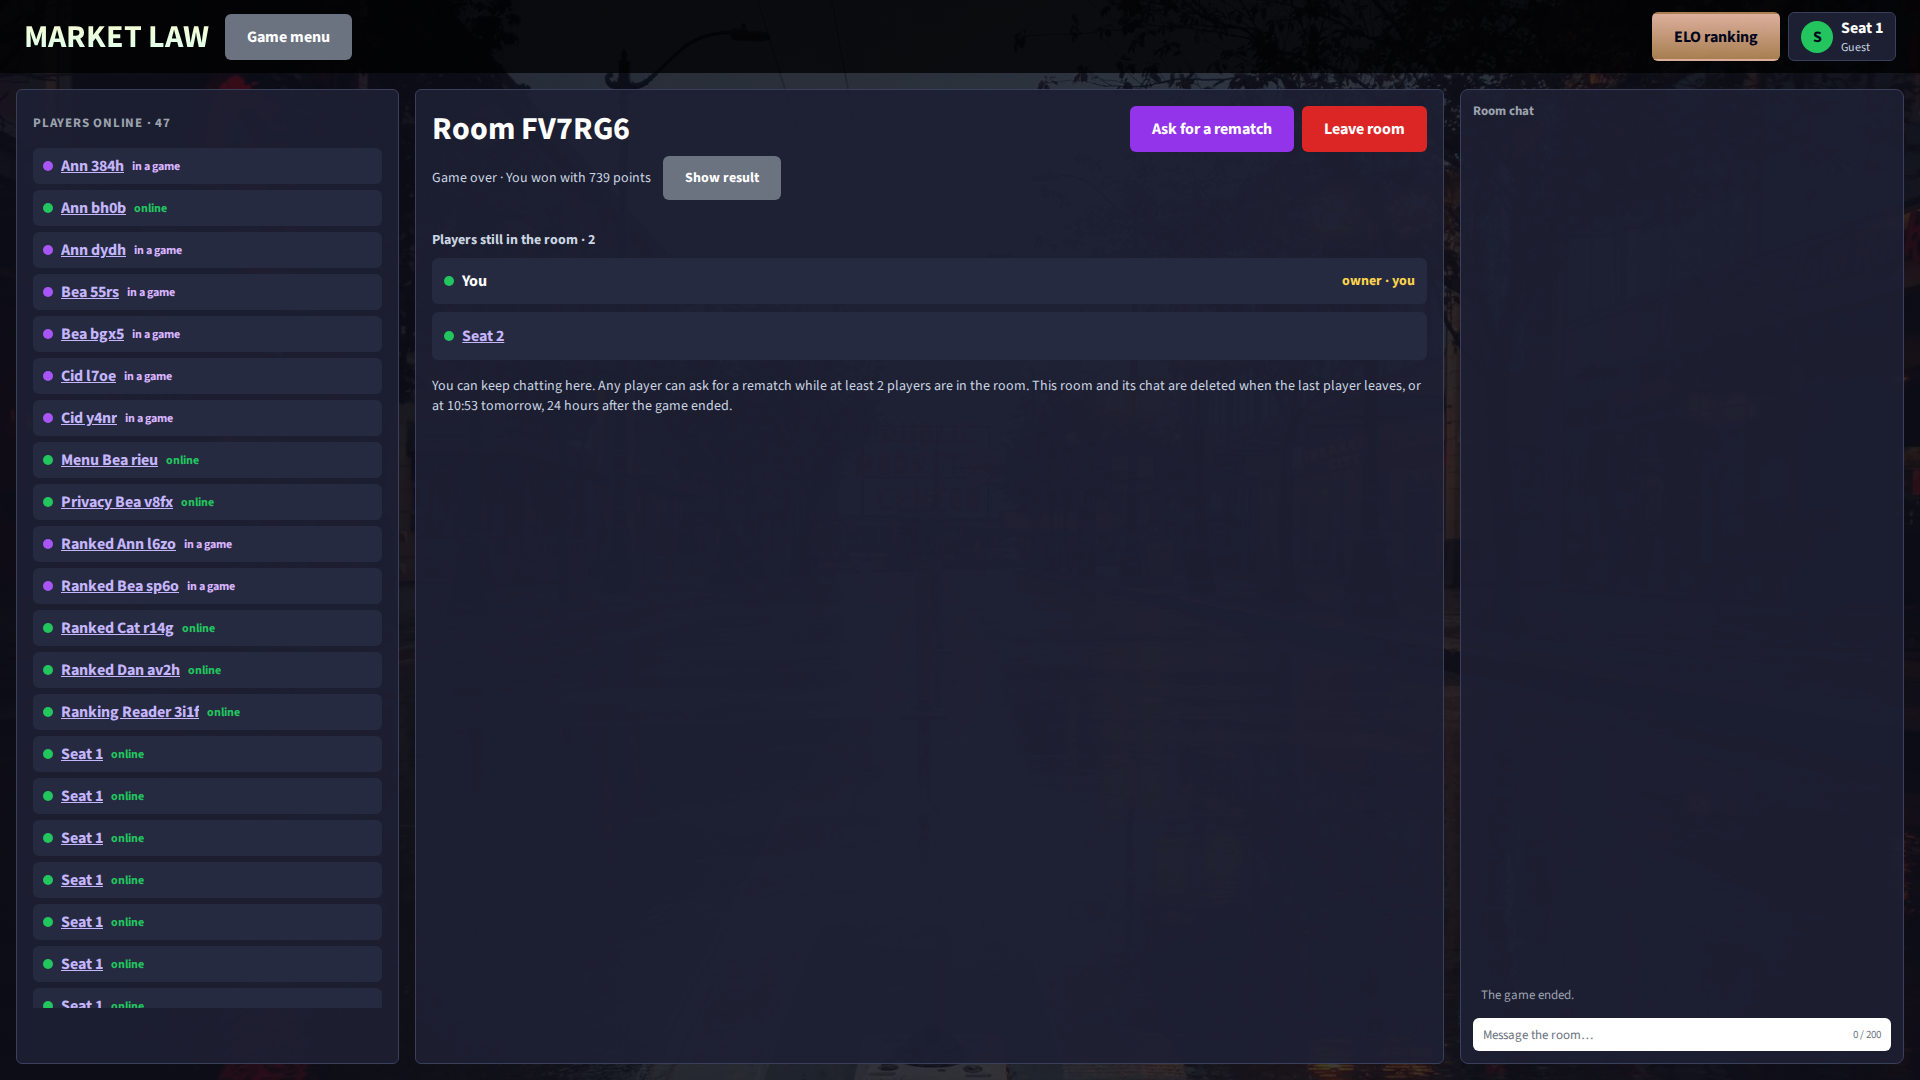 MARKET LAW
Game menu
ELO ranking
S
Seat 1
Guest
PLAYERS ONLINE · 47
Ann 384h in a game
Ann bh0b online
Ann dydh in a game
Bea 55rs in a game
Bea bgx5 in a game
Cid l7oe in a game
Cid y4nr in a game
Menu Bea rieu online
Privacy Bea v8fx online
Ranked Ann l6zo in a game
Ranked Bea sp6o in a game
Ranked Cat r14g online
Ranked Dan av2h online
Ranking Reader 3i1f online
Seat 1 online
Seat 1 online
Seat 1 online
Seat 1 online
Seat 1 online
Seat 1 online
Seat 1 online
Room FV7RG6
Ask for a rematch
Leave room
Game over · You won with 739 points
Show result
Players still in the room · 2
You
owner · you
Seat 2
You can keep chatting here. Any player can ask for a rematch while at least 2 players are in the room. This room and its chat are deleted when the last player leaves, or
at 10:53 tomorrow, 24 hours after the game ended.
Room chat
The game ended.
Message the room…
0 / 200